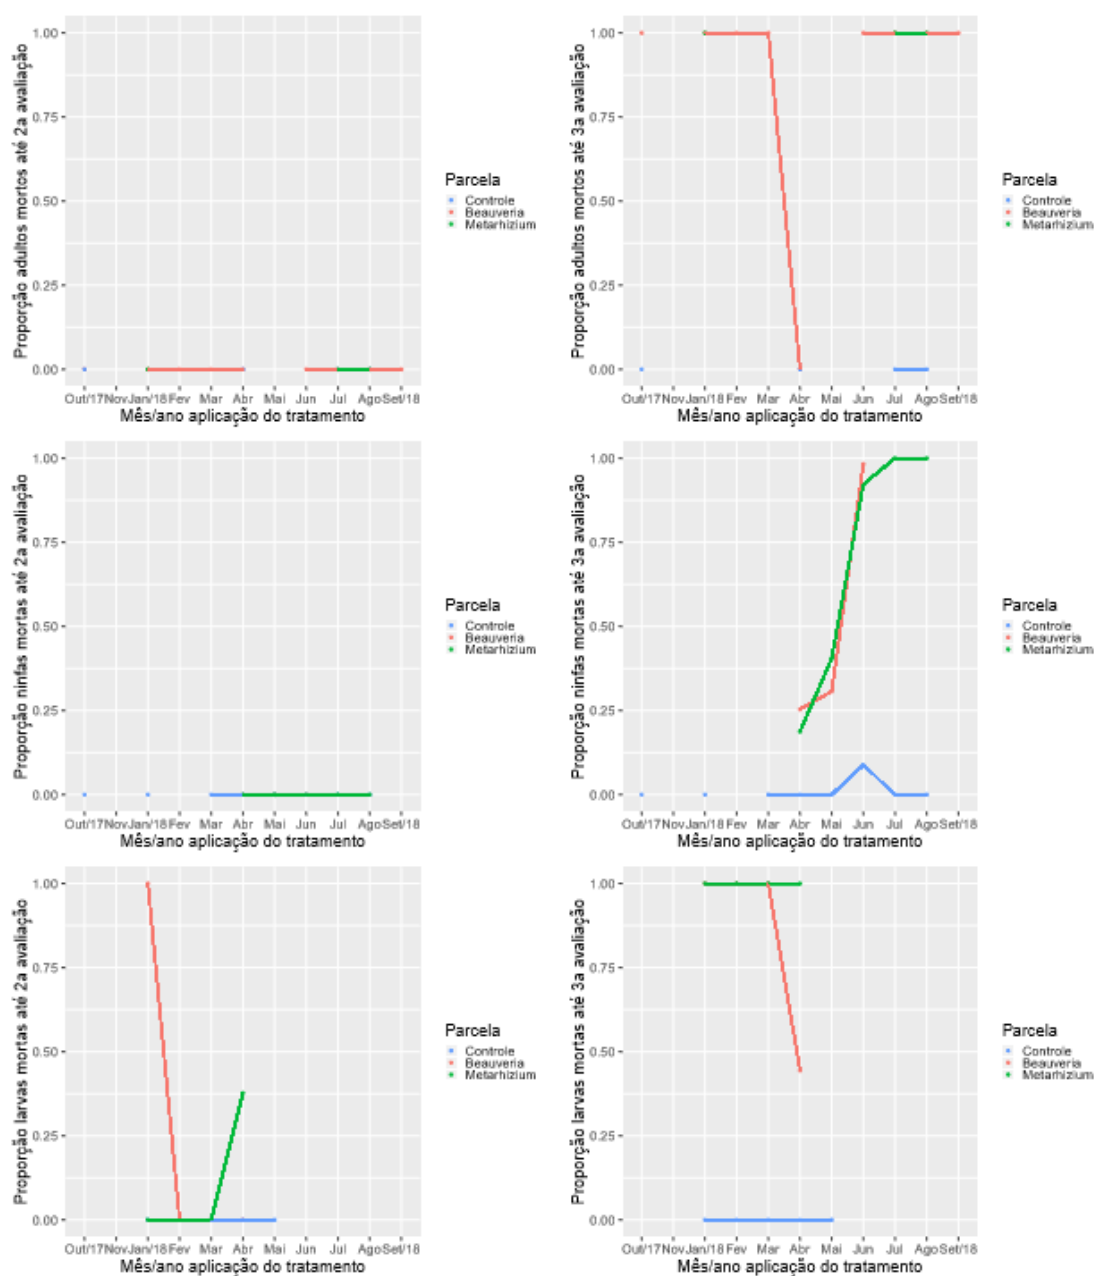 Proporção adultos mortos até 2a avaliação
1.00
0.75
0.50
0.25
0.00
Out/17 Nov Jan/18 Fev Mar Abr Mai Jun Jul Ago Set/18
Mês/ano aplicação do tratamento
Parcela
Controle
Beauveria
Metarhizium
Proporção adultos mortos até 3a avaliação
1.00
0.75
0.50
0.25
0.00
Out/17 Nov Jan/18 Fev Mar Abr Mai Jun Jul Ago Set/18
Mês/ano aplicação do tratamento
Parcela
Controle
Beauveria
Metarhizium
Proporção ninfas mortas até 2a avaliação
1.00
0.75
0.50
0.25
0.00
Out/17 Nov Jan/18 Fev Mar Abr Mai Jun Jul Ago Set/18
Mês/ano aplicação do tratamento
Parcela
Controle
Beauveria
Metarhizium
Proporção ninfas mortas até 3a avaliação
1.00
0.75
0.50
0.25
0.00
Out/17 Nov Jan/18 Fev Mar Abr Mai Jun Jul Ago Set/18
Mês/ano aplicação do tratamento
Parcela
Controle
Beauveria
Metarhizium
Proporção larvas mortas até 2a avaliação
1.00
0.75
0.50
0.25
0.00
Out/17 Nov Jan/18 Fev Mar Abr Mai Jun Jul Ago Set/18
Mês/ano aplicação do tratamento
Parcela
Controle
Beauveria
Metarhizium
Proporção larvas mortas até 3a avaliação
1.00
0.75
0.50
0.25
0.00
Out/17 Nov Jan/18 Fev Mar Abr Mai Jun Jul Ago Set/18
Mês/ano aplicação do tratamento
Parcela
Controle
Beauveria
Metarhizium